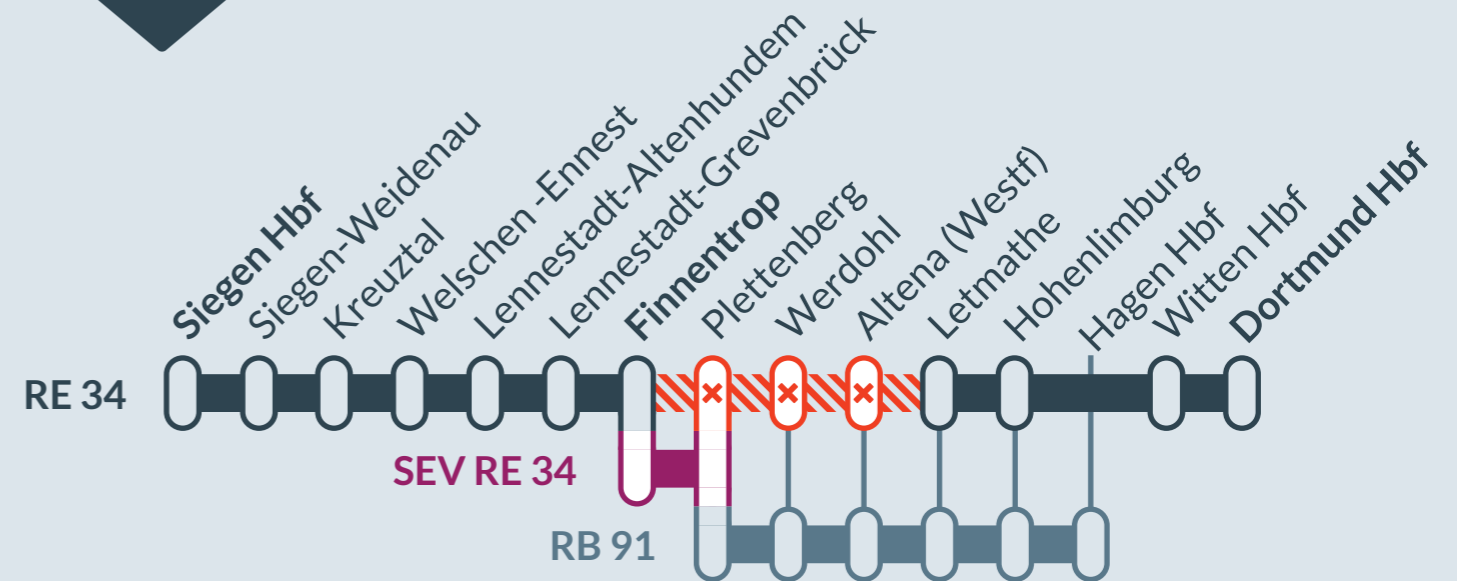 Siegen Hbf
Siegen-Weidenau
Kreuztal
Welschen -Ennest
Lennestadt-Altenhundem
Lennestadt-Grevenbrück
Finnentrop
Plettenberg
Werdohl
Altena (Westf)
Letmathe
Hohenlimburg
Hagen Hbf
Witten Hbf
Dortmund Hbf
RE 34
SEV RE 34
RB 91